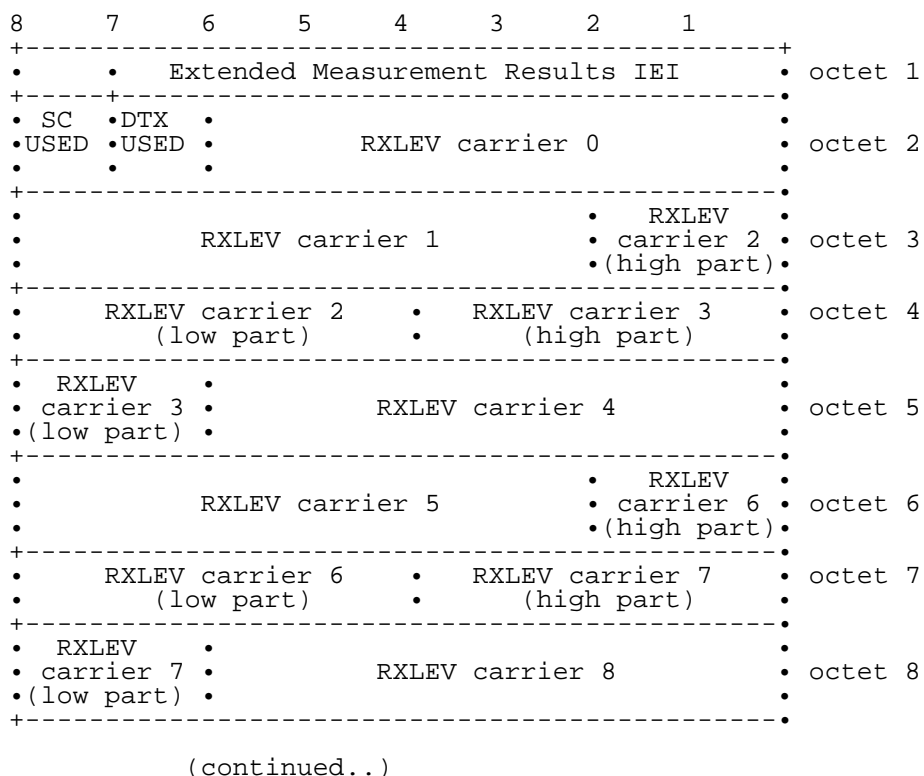 8 7 6 5 4 3 2 1
+-----------------------------------------------+
• • Extended Measurement Results IEI • octet 1
+-----+-----------------------------------------•
• SC •DTX • •
•USED •USED • RXLEV carrier 0 • octet 2
• • • •
+-----------------------------------------------•
• • RXLEV •
• RXLEV carrier 1 • carrier 2 • octet 3
• •(high part)•
+-----------------------------------------------•
• RXLEV carrier 2 • RXLEV carrier 3 • octet 4
• (low part) • (high part) •
+-----------------------------------------------•
• RXLEV • •
• carrier 3 • RXLEV carrier 4 • octet 5
•(low part) • •
+-----------------------------------------------•
• • RXLEV •
• RXLEV carrier 5 • carrier 6 • octet 6
• •(high part)•
+-----------------------------------------------•
• RXLEV carrier 6 • RXLEV carrier 7 • octet 7
• (low part) • (high part) •
+-----------------------------------------------•
• RXLEV • •
• carrier 7 • RXLEV carrier 8 • octet 8
•(low part) • •
+-----------------------------------------------•
(continued..)